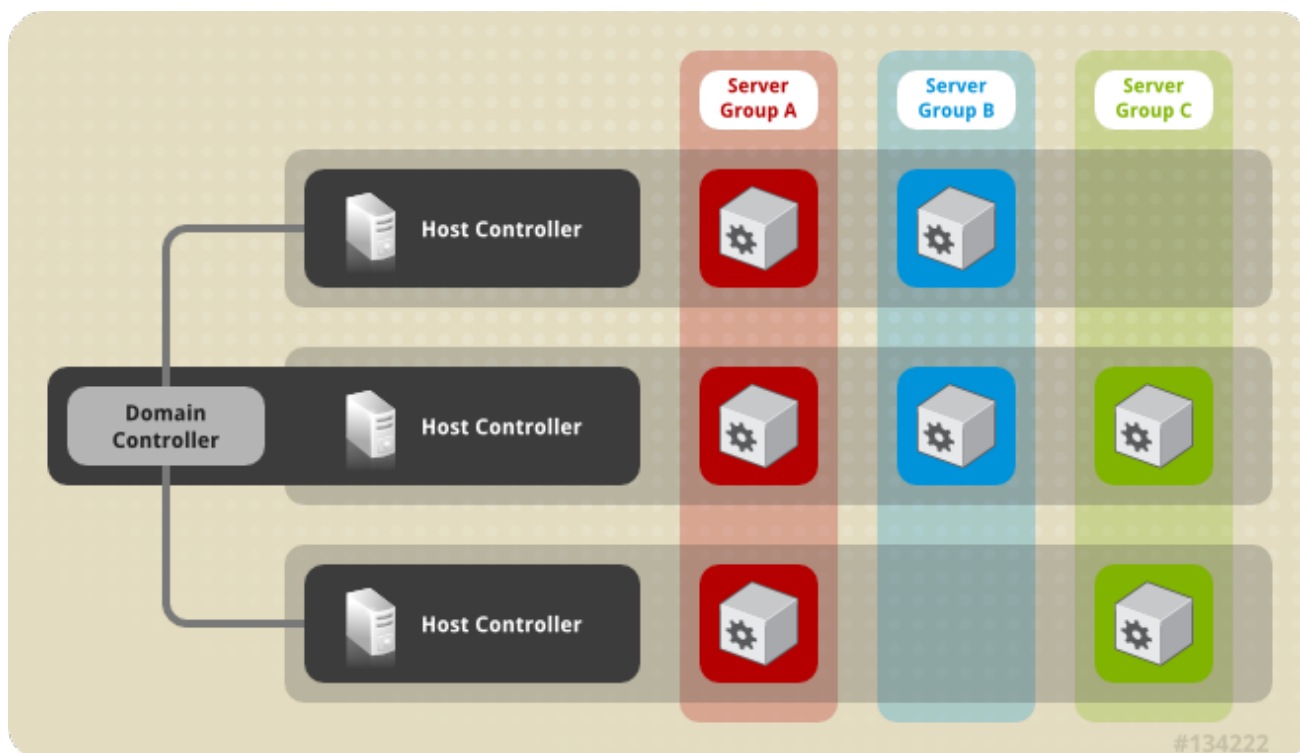 Server
Group A
Server
Group B
Server
Group C
Host Controller
Domain
Controller
Host Controller
Host Controller
#134222